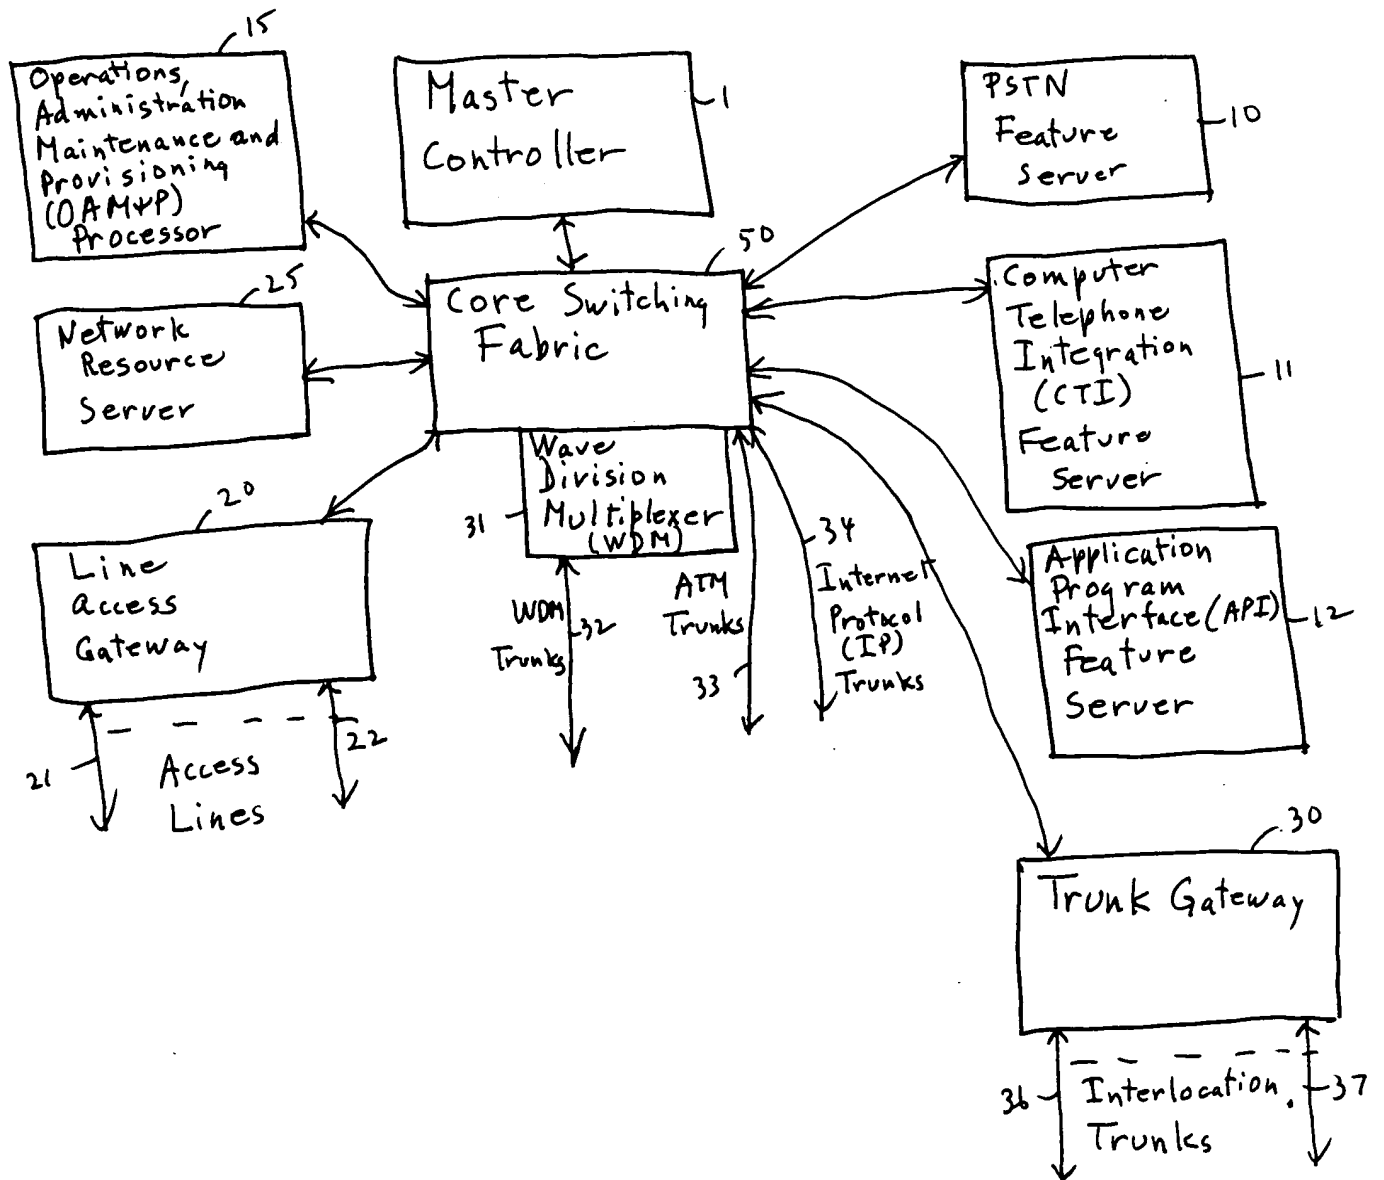 15
Operations,
Administration
Maintenance and
Provisioning
(OAM+P)
Processor
Master
Controller
1
PSTN
Feature
Server
10
50
Core Switching
Fabric
25
Network
Resource
Server
Computer
Telephone
Integration
(CTI)
Feature
Server
11
20
Line
Access
Gateway
21
22
Access
Lines
Wave
Division
Multiplexer
(WDM)
31
WDM
Trunks
32
ATM
Trunks
33
34
Internet
Protocol
(IP)
Trunks
Application
Program
Interface (API)
Feature
Server
12
30
Trunk Gateway
36
Interlocation
Trunks
37